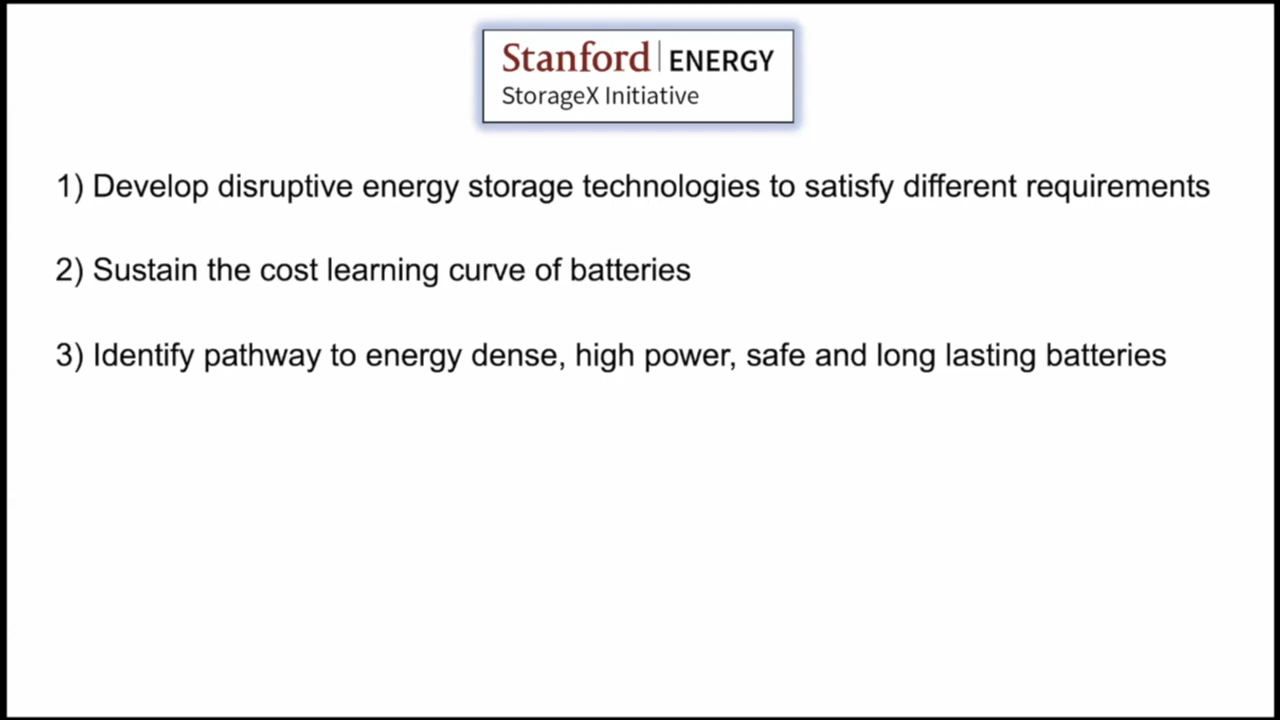 Stanford | ENERGY
StorageX Initiative
1) Develop disruptive energy storage technologies to satisfy different requirements
2) Sustain the cost learning curve of batteries
3) Identify pathway to energy dense, high power, safe and long lasting batteries